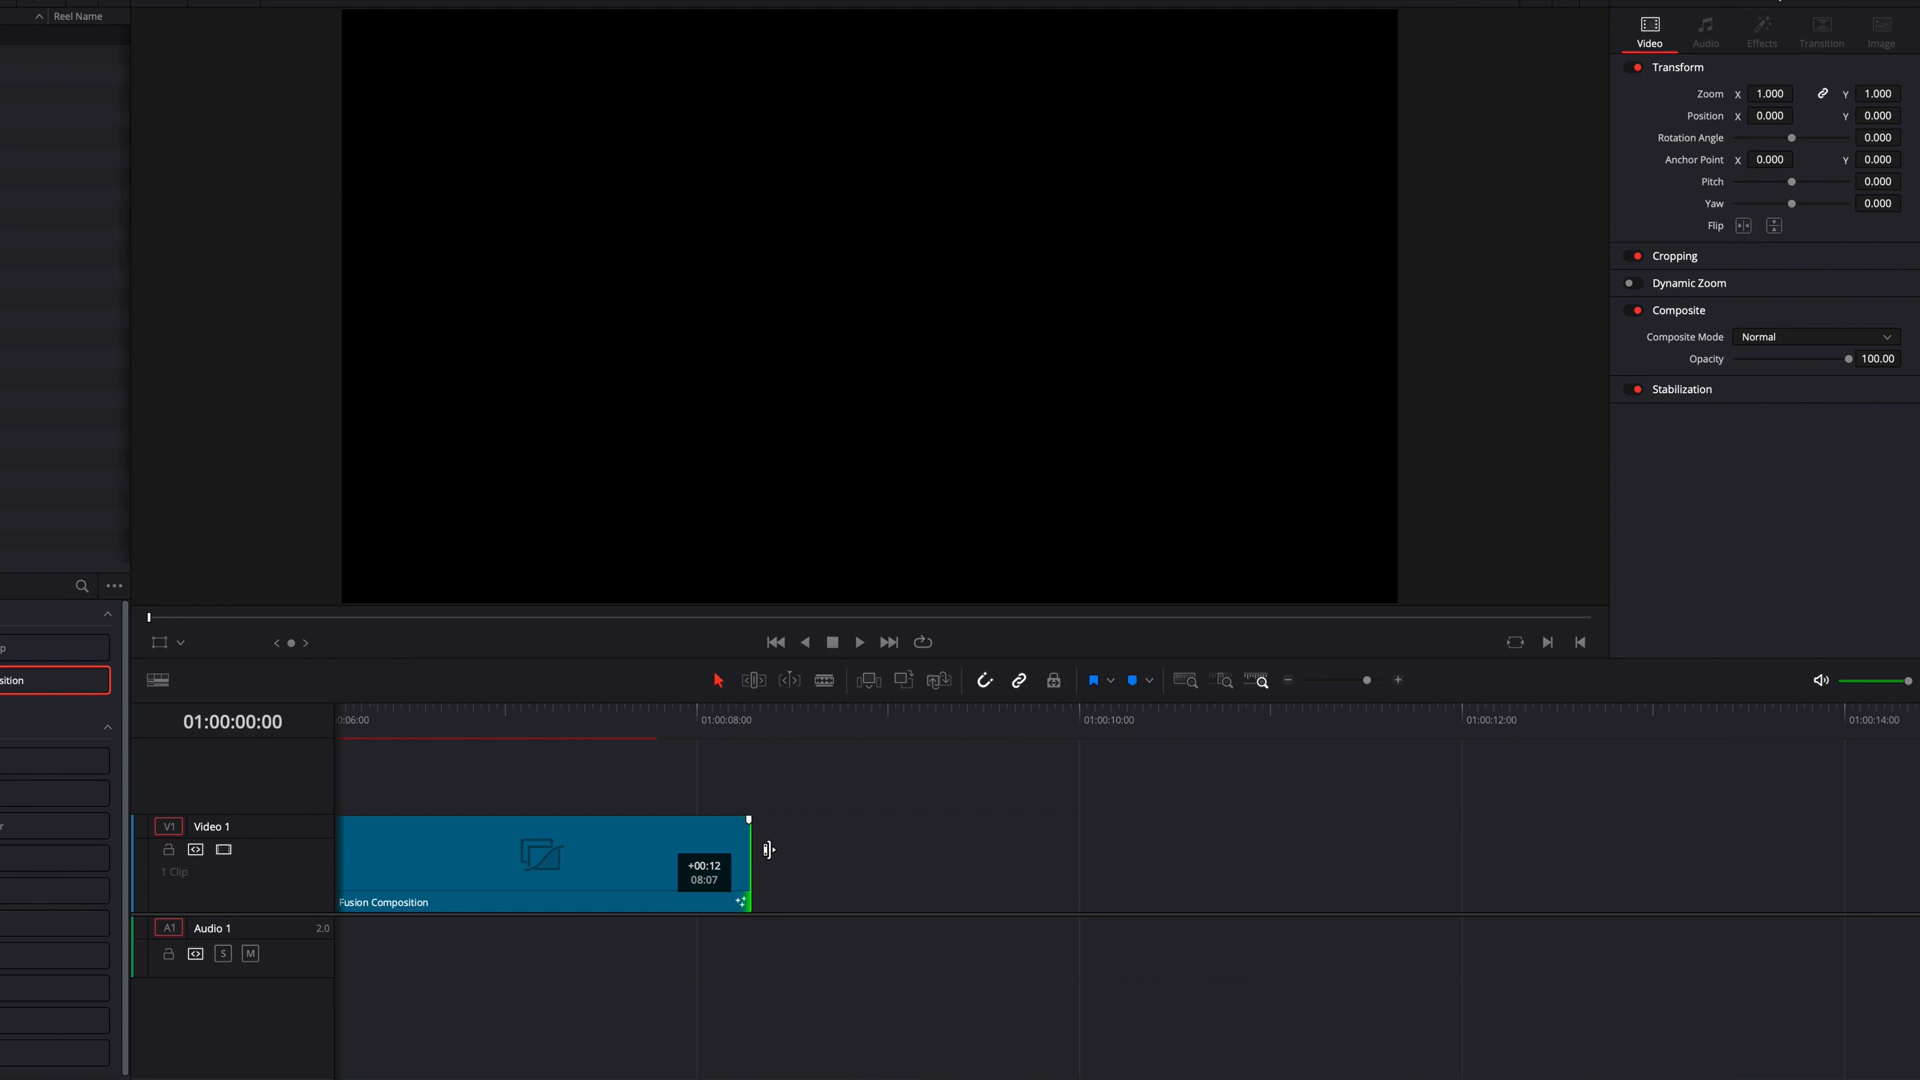 Reel Name
Video
Audio
Effects
Transition
Image
Transform
Zoom X 1.000 Y 1.000
Position X 0.000 Y 0.000
Rotation Angle 0.000
Anchor Point X 0.000 Y 0.000
Pitch 0.000
Yaw 0.000
Flip
Cropping
Dynamic Zoom
Composite
Composite Mode Normal
Opacity 100.00
Stabilization
p
sition
r
01:00:00:00
0:06:00
01:00:08:00
01:00:10:00
01:00:12:00
01:00:14:00
V1 Video 1
1 Clip
+00:12
08:07
Fusion Composition
A1 Audio 1 2.0
S M